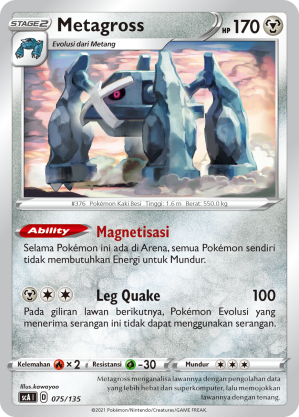 STAGE2 Metagross HP 170
Evolusi dari Metang
#376 Pokémon Kaki Besi Tinggi: 1.6 m Berat: 550.0 kg
Ability Magnetisasi
Selama Pokémon ini ada di Arena, semua Pokémon sendiri
tidak membutuhkan Energi untuk Mundur.
Leg Quake 100
Pada giliran lawan berikutnya, Pokémon Evolusi yang
menerima serangan ini tidak dapat menggunakan serangan.
Kelemahan × 2 Resistansi -30 Mundur
Illus. kawayoo
Metagross menganalisa lawannya dengan pengolahan data
yang lebih cepat dari superkomputer, lalu memojokkan
lawannya dengan tenang.
D 075/135
©2021 Pokémon/Nintendo/Creatures/GAME FREAK